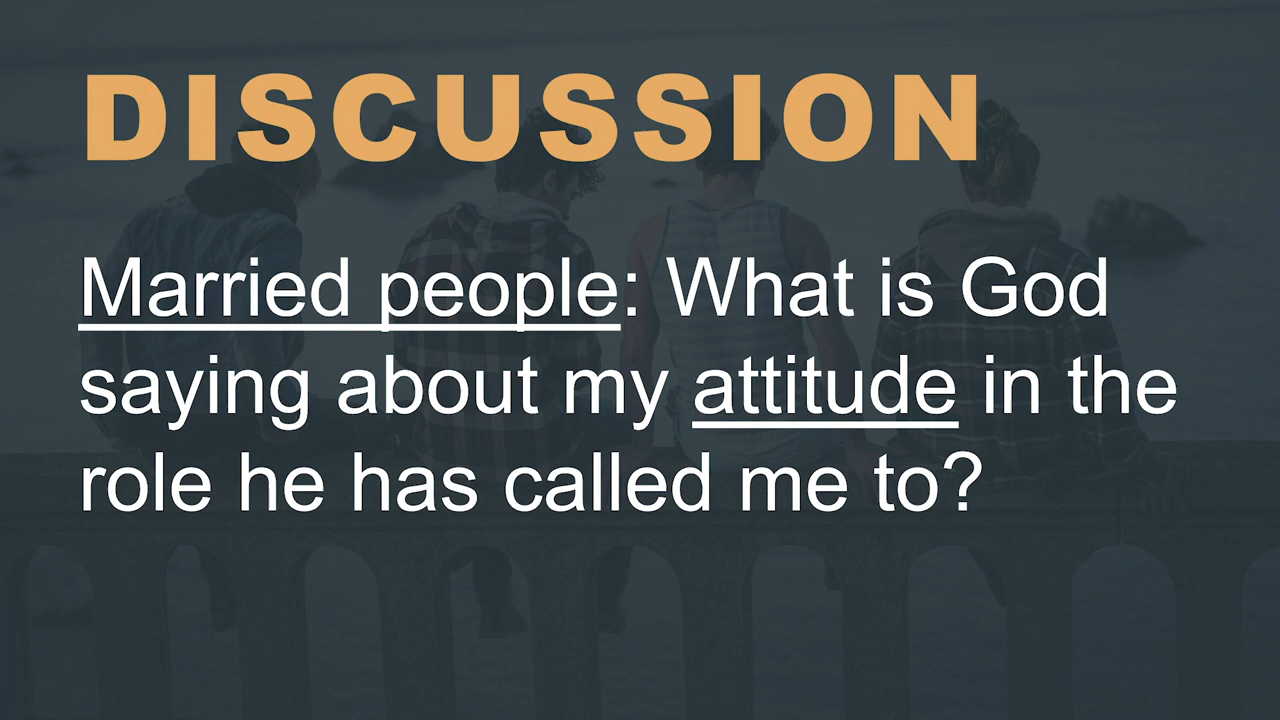 DISCUSSION
Married people: What is God
saying about my attitude in the
role he has called me to?